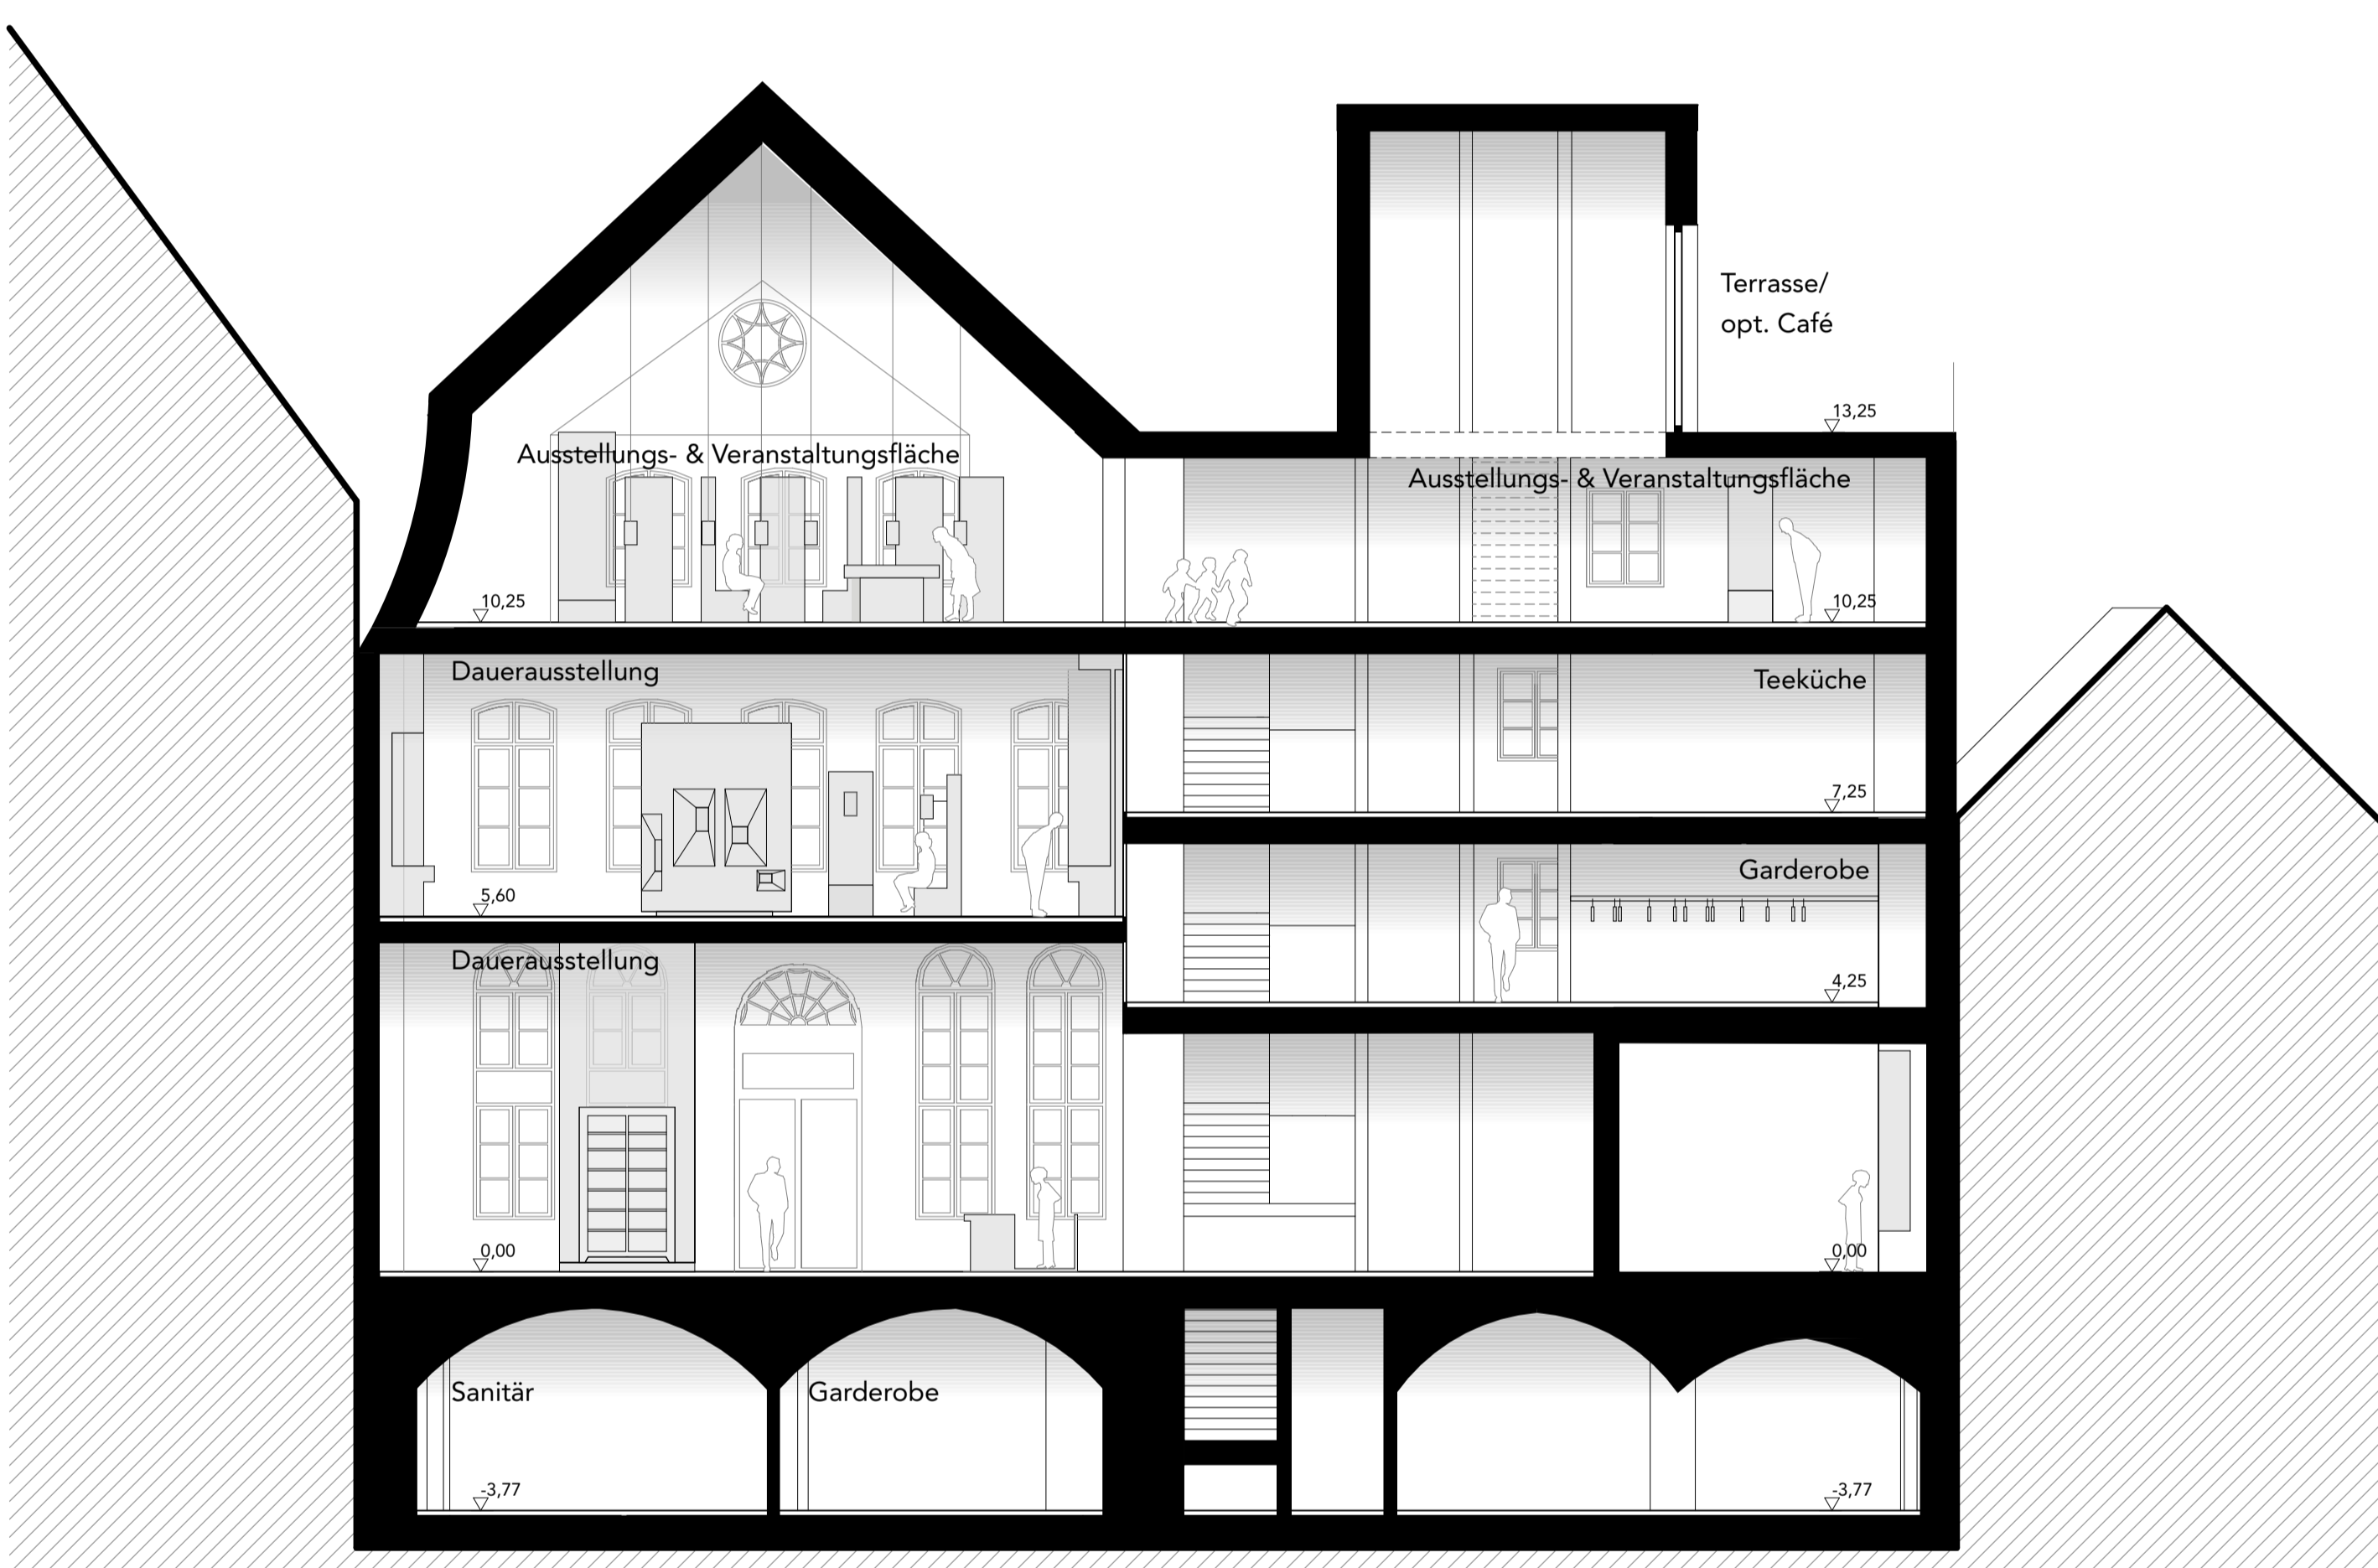 Terrasse/
opt. Café
13,25
Ausstellungs- & Veranstaltungsfläche
Ausstellungs- & Veranstaltungsfläche
10,25
10,25
Dauerausstellung
Teeküche
7,25
Garderobe
5,60
Dauerausstellung
4,25
0,00
0,00
Sanitär
Garderobe
-3,77
-3,77